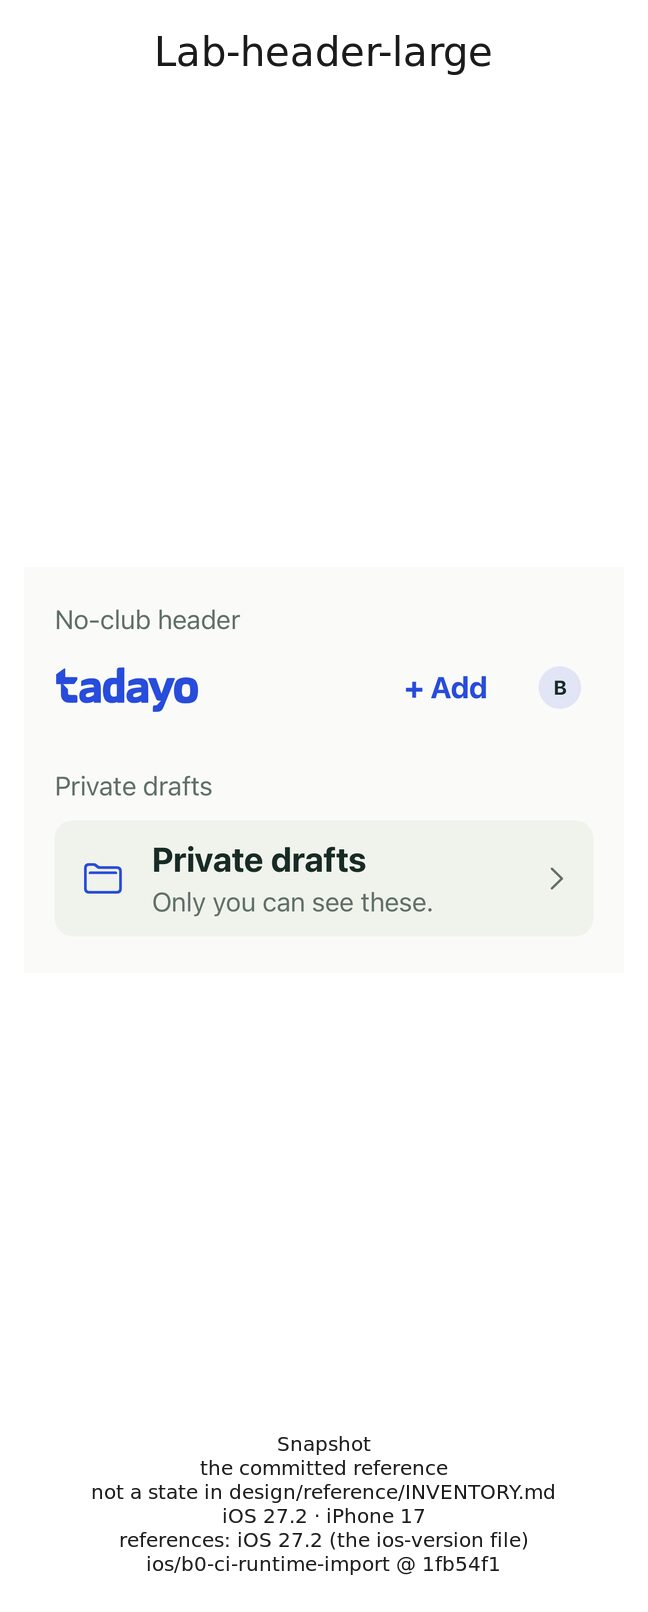 Lab-header-large
No-club header
tadayo
+ Add
B
Private drafts
Private drafts
Only you can see these.
Snapshot
the committed reference
not a state in design/reference/INVENTORY.md
iOS 27.2 · iPhone 17
references: iOS 27.2 (the ios-version file)
ios/b0-ci-runtime-import @ 1fb54f1